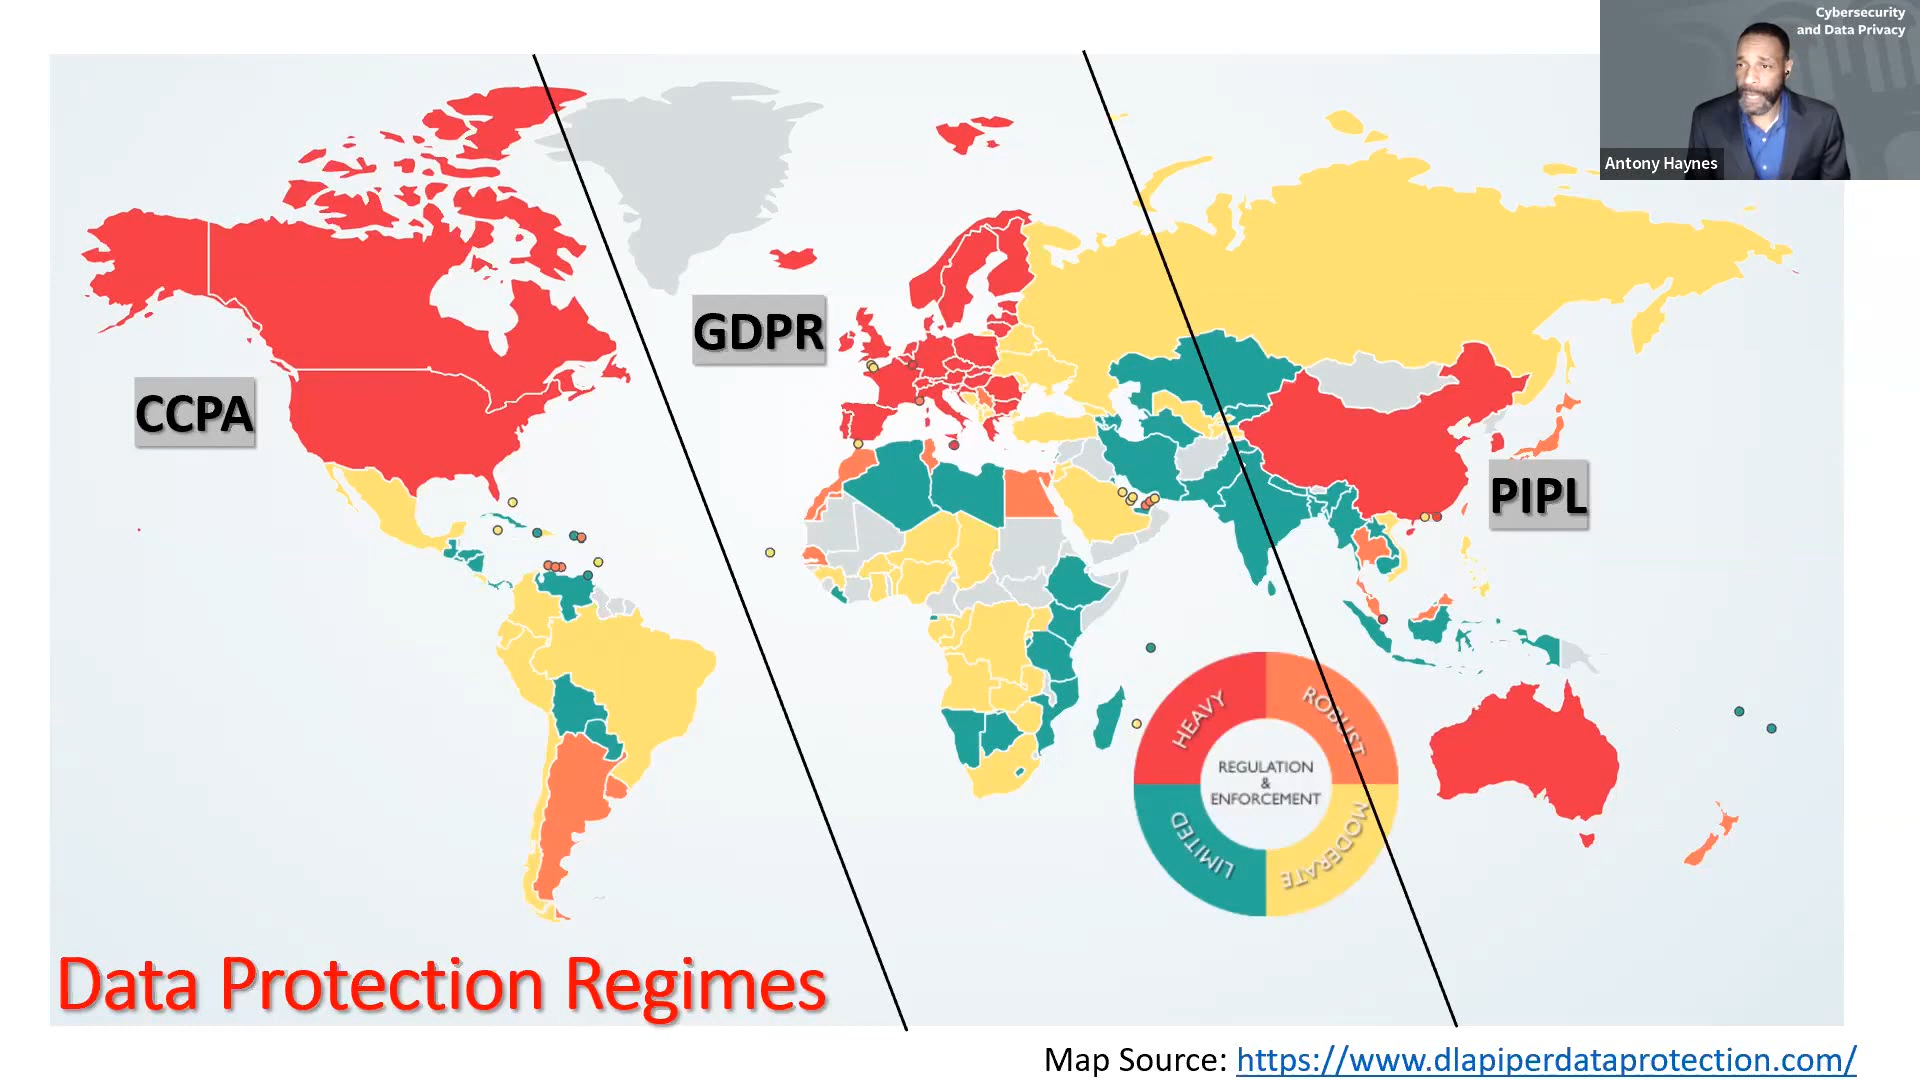 Cybersecurity
and Data Privacy
Antony Haynes
GDPR
CCPA
PIPL
HEAVY
ROBUST
REGULATION
&
ENFORCEMENT
LIMITED
MODERATE
Data Protection Regimes
Map Source: https://www.dlapiperdataprotection.com/